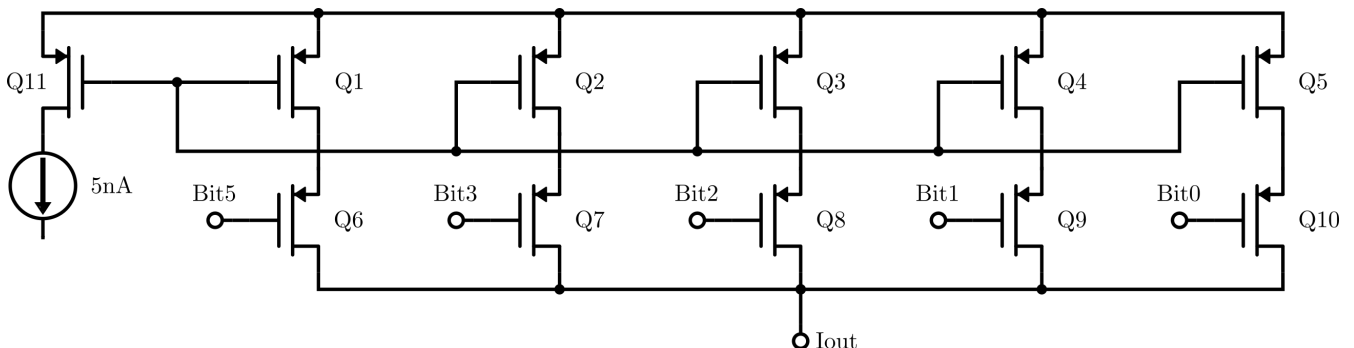 Q11
Q1
Q2
Q3
Q4
Q5
5nA
Bit5
Bit3
Bit2
Bit1
Bit0
Q6
Q7
Q8
Q9
Q10
Iout